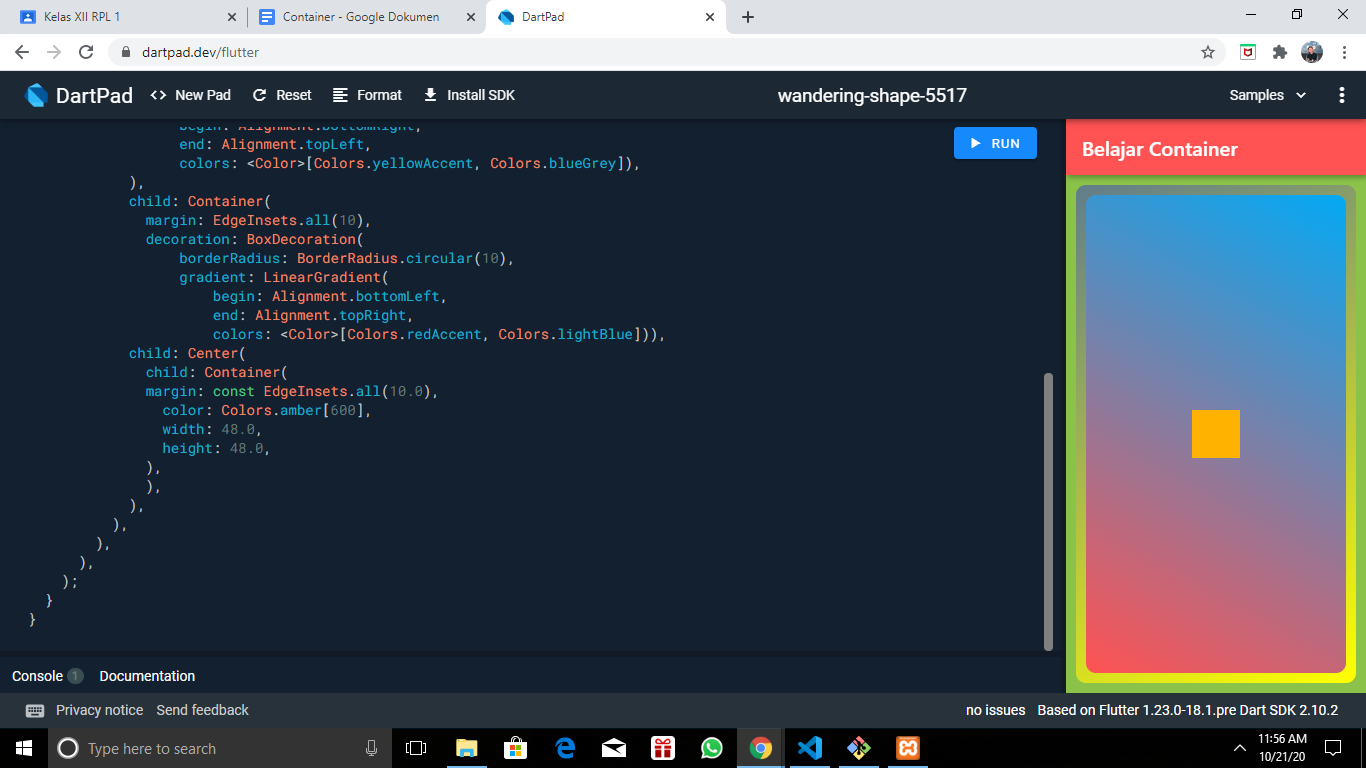 Kelas XII RPL 1
Container - Google Dokumen
DartPad
dartpad.dev/flutter
DartPad
<> New Pad
Reset
Format
Install SDK
wandering-shape-5517
Samples
begin: Alignment.bottomRight,
end: Alignment.topLeft,
colors: <Color>[Colors.yellowAccent, Colors.blueGrey]),
),
child: Container(
margin: EdgeInsets.all(10),
decoration: BoxDecoration(
borderRadius: BorderRadius.circular(10),
gradient: LinearGradient(
begin: Alignment.bottomLeft,
end: Alignment.topRight,
colors: <Color>[Colors.redAccent, Colors.lightBlue])),
child: Center(
child: Container(
margin: const EdgeInsets.all(10.0),
color: Colors.amber[600],
width: 48.0,
height: 48.0,
),
),
),
),
),
),
);
}
}
RUN
Belajar Container
Console 1
Documentation
Privacy notice
Send feedback
no issues
Based on Flutter 1.23.0-18.1.pre Dart SDK 2.10.2
Type here to search
11:56 AM
10/21/20